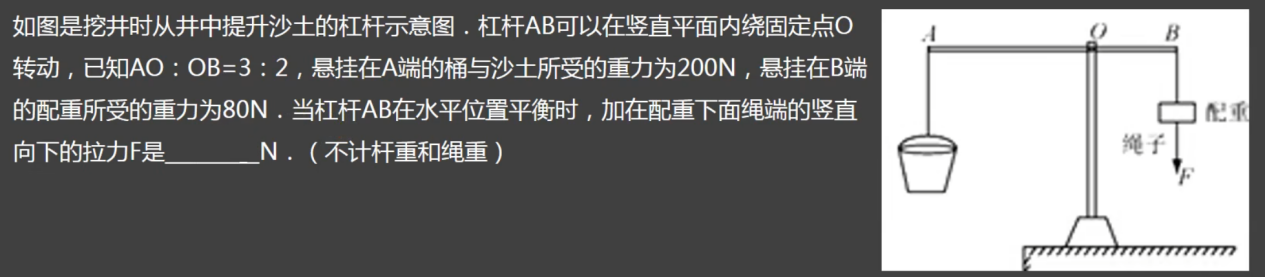 如图是挖井时从井中提升沙土的杠杆示意图．杠杆AB可以在竖直平面内绕固定点O
转动，已知AO：OB=3：2，悬挂在A端的桶与沙土所受的重力为200N，悬挂在B端
的配重所受的重力为80N．当杠杆AB在水平位置平衡时，加在配重下面绳端的竖直
向下的拉力F是_________N．（不计杆重和绳重）
A O B
配重
绳子
F